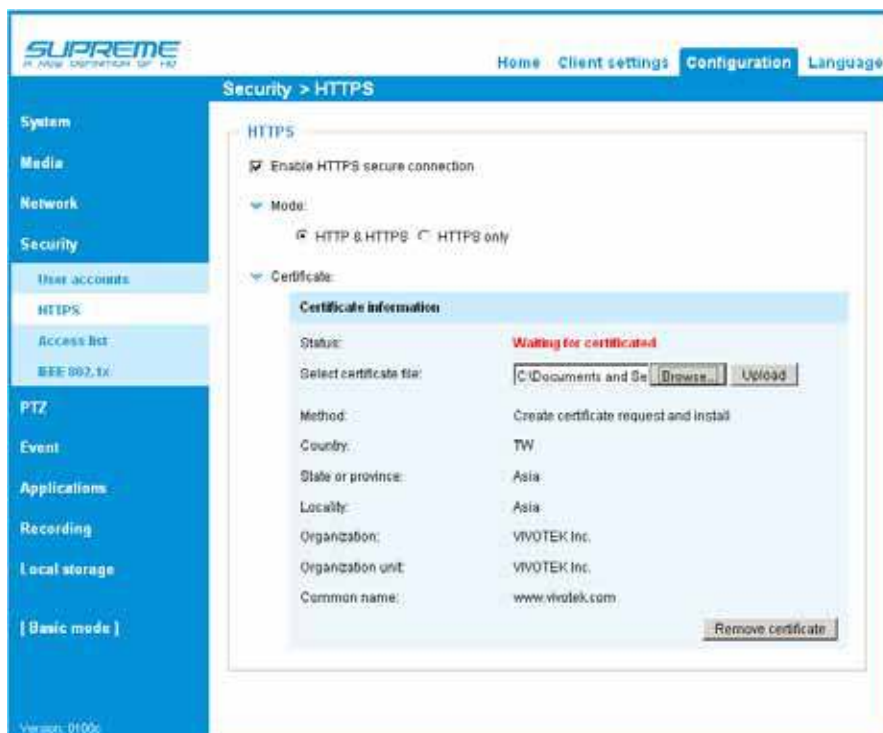 SUPREME
A NEW DEFINITION OF HD
Home Client settings Configuration Language
Security > HTTPS
System
Media
Network
Security
User accounts
HTTPS
Access list
IEEE 802.1x
PTZ
Event
Applications
Recording
Local storage
[ Basic mode ]
Version: 0100c
HTTPS
Enable HTTPS secure connection
Mode:
HTTP & HTTPS HTTPS only
Certificate:
Certificate information
Status: Waiting for certificated
Select certificate file: C:\Documents and Se Browse... Upload
Method: Create certificate request and install
Country: TW
State or province: Asia
Locality: Asia
Organization: VIVOTEK Inc.
Organization unit: VIVOTEK Inc.
Common name: www.vivotek.com
Remove certificate